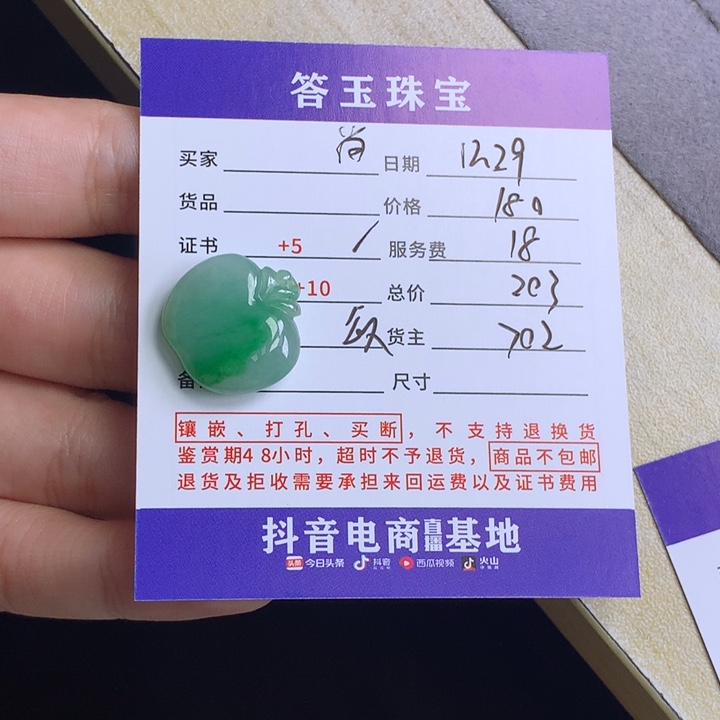 答玉珠宝
买家 日期 12.29
货品 价格 180
证书 +5 / 服务费 18
+10 总价 203
货主 702
备 尺寸
镶嵌、打孔、买断，不支持退换货
鉴赏期48小时，超时不予退货，商品不包邮
退货及拒收需要承担来回运费以及证书费用
抖音电商直播基地
头条 今日头条 抖音 西瓜视频 火山